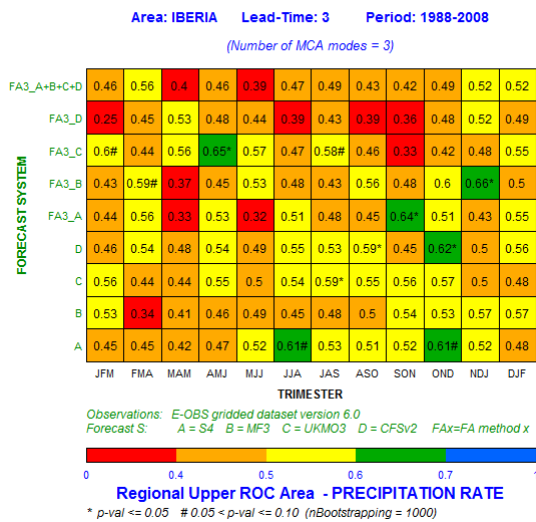 Area: IBERIA Lead-Time: 3 Period: 1988-2008
(Number of MCA modes = 3)
FORECAST SYSTEM
FA3_A+B+C+D 0.46 0.56 0.4 0.46 0.39 0.47 0.49 0.43 0.42 0.49 0.52 0.52
FA3_D 0.25 0.45 0.53 0.48 0.44 0.39 0.43 0.39 0.36 0.48 0.52 0.49
FA3_C 0.6# 0.44 0.56 0.65* 0.57 0.47 0.58# 0.46 0.33 0.42 0.48 0.55
FA3_B 0.43 0.59# 0.37 0.45 0.53 0.48 0.43 0.56 0.48 0.6 0.66* 0.5
FA3_A 0.44 0.56 0.33 0.53 0.32 0.51 0.48 0.45 0.64* 0.51 0.43 0.55
D 0.46 0.54 0.48 0.54 0.49 0.55 0.53 0.59* 0.45 0.62* 0.5 0.56
C 0.56 0.44 0.44 0.55 0.5 0.54 0.59* 0.55 0.56 0.57 0.5 0.48
B 0.53 0.34 0.41 0.46 0.49 0.45 0.48 0.5 0.54 0.53 0.57 0.57
A 0.45 0.45 0.42 0.47 0.52 0.61# 0.53 0.51 0.52 0.61# 0.52 0.48
JFM FMA MAM AMJ MJJ JJA JAS ASO SON OND NDJ DJF
TRIMESTER
Observations: E-OBS gridded dataset version 6.0
Forecast S: A = S4 B = MF3 C = UKMO3 D = CFSv2 FAx=FA method x
0 0.4 0.5 0.6 0.7 1
Regional Upper ROC Area - PRECIPITATION RATE
* p-val <= 0.05 # 0.05 < p-val <= 0.10 (nBootstrapping = 1000)